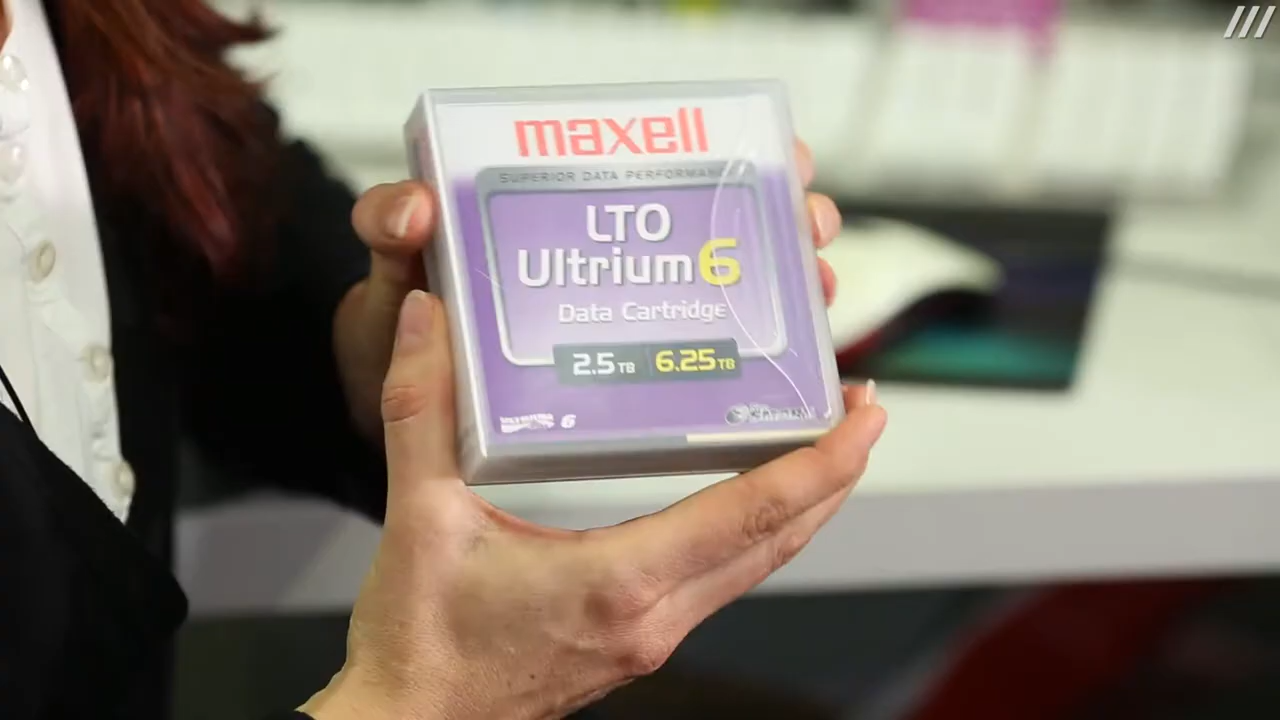 maxell
SUPERIOR DATA PERFORMANCE
LTO
Ultrium 6
Data Cartridge
2.5 TB 6.25 TB
6